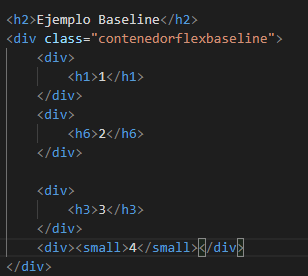 <h2>Ejemplo Baseline</h2>
<div class="contenedorflexbaseline">
    <div>
        <h1>1</h1>
    </div>
    <div>
        <h6>2</h6>
    </div>

    <div>
        <h3>3</h3>
    </div>
    <div><small>4</small></div>
</div>